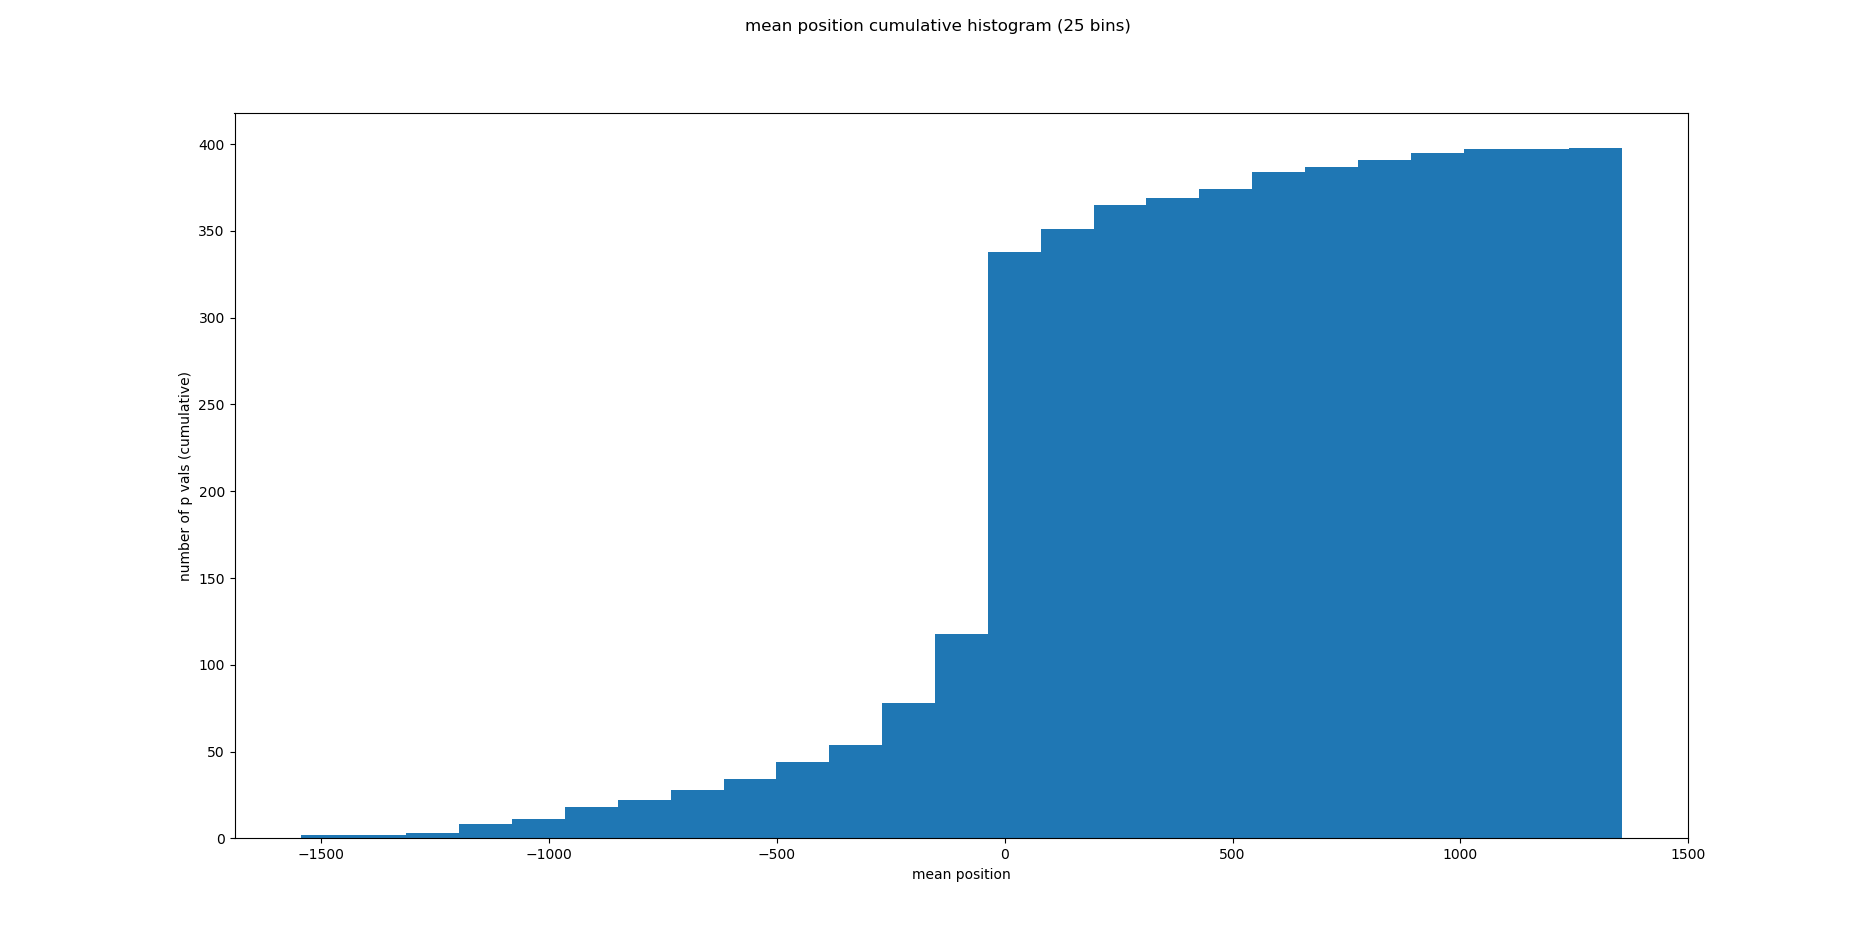 mean position cumulative histogram (25 bins)
400
350
300
250
200
150
100
50
0
number of p vals (cumulative)
−1500 −1000 −500 0 500 1000 1500
mean position